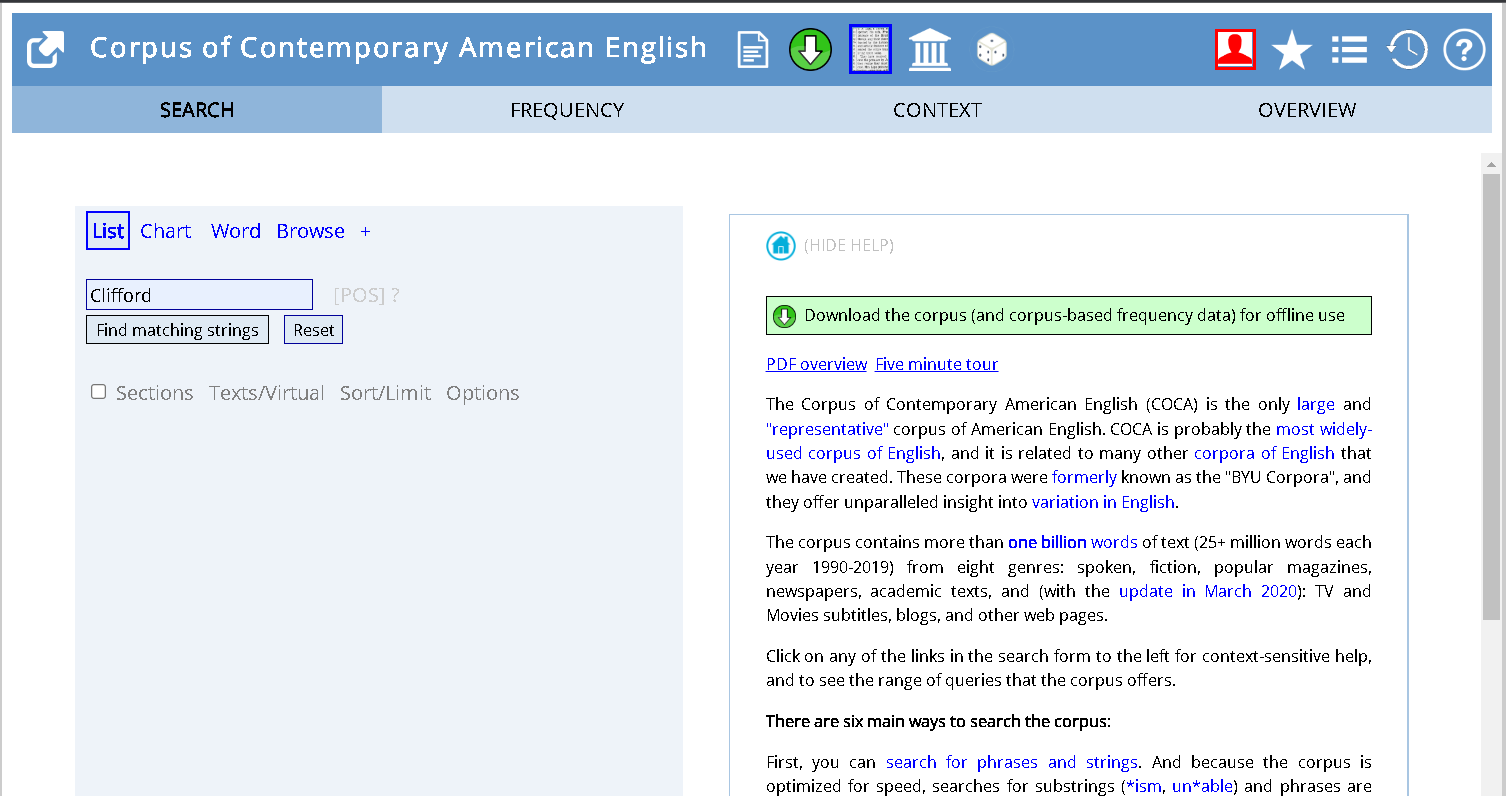 Corpus of Contemporary American English
SEARCH FREQUENCY CONTEXT OVERVIEW
List Chart Word Browse +
Clifford [POS] ?
Find matching strings Reset
Sections Texts/Virtual Sort/Limit Options
(HIDE HELP)
Download the corpus (and corpus-based frequency data) for offline use
PDF overview Five minute tour
The Corpus of Contemporary American English (COCA) is the only large and
"representative" corpus of American English. COCA is probably the most widely-
used corpus of English, and it is related to many other corpora of English that
we have created. These corpora were formerly known as the "BYU Corpora", and
they offer unparalleled insight into variation in English.
The corpus contains more than one billion words of text (25+ million words each
year 1990-2019) from eight genres: spoken, fiction, popular magazines,
newspapers, academic texts, and (with the update in March 2020): TV and
Movies subtitles, blogs, and other web pages.
Click on any of the links in the search form to the left for context-sensitive help,
and to see the range of queries that the corpus offers.
There are six main ways to search the corpus:
First, you can search for phrases and strings. And because the corpus is
optimized for speed, searches for substrings (*ism, un*able) and phrases are